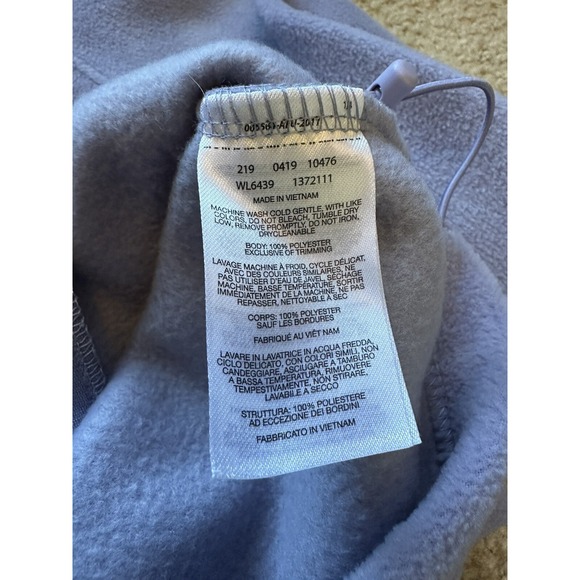 219 0419 10476
WL6439 1372111
MADE IN VIETNAM
MACHINE WASH COLD GENTLE, WITH LIKE
COLORS, DO NOT BLEACH, TUMBLE DRY
LOW, REMOVE PROMPTLY, DO NOT IRON,
DRYCLEANABLE
BODY: 100% POLYESTER
EXCLUSIVE OF TRIMMING
LAVAGE MACHINE À FROID, CYCLE DÉLICAT,
AVEC DES COULEURS SIMILAIRES, NE
PAS UTILISER D'EAU DE JAVEL, SÉCHAGE
MACHINE, BASSE TEMPÉRATURE, SORTIR
IMMÉDIATEMENT DE LA MACHINE, NE PAS
REPASSER, NETTOYABLE À SEC
CORPS: 100% POLYESTER
SAUF LES BORDURES
FABRIQUÉ AU VIÊT NAM
LAVARE IN LAVATRICE IN ACQUA FREDDA,
CICLO DELICATO, CON COLORI SIMILI, NON
CANDEGGIARE, ASCIUGARE A TAMBURO
A BASSA TEMPERATURA, RIMUOVERE
TEMPESTIVAMENTE, NON STIRARE,
LAVABILE A SECCO
STRUTTURA: 100% POLIESTERE
AD ECCEZIONE DEI BORDINI
FABBRICATO IN VIETNAM